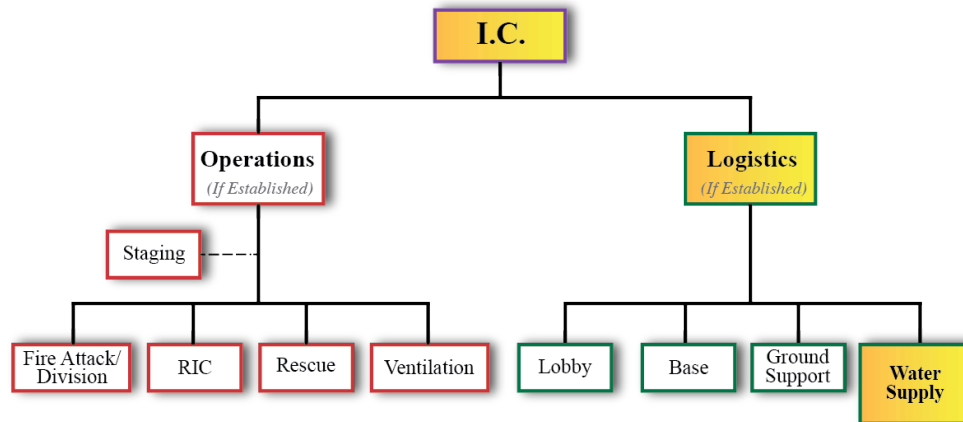 I.C.
Operations
(If Established)
Logistics
(If Established)
Staging
Fire Attack/
Division
RIC
Rescue
Ventilation
Lobby
Base
Ground
Support
Water
Supply